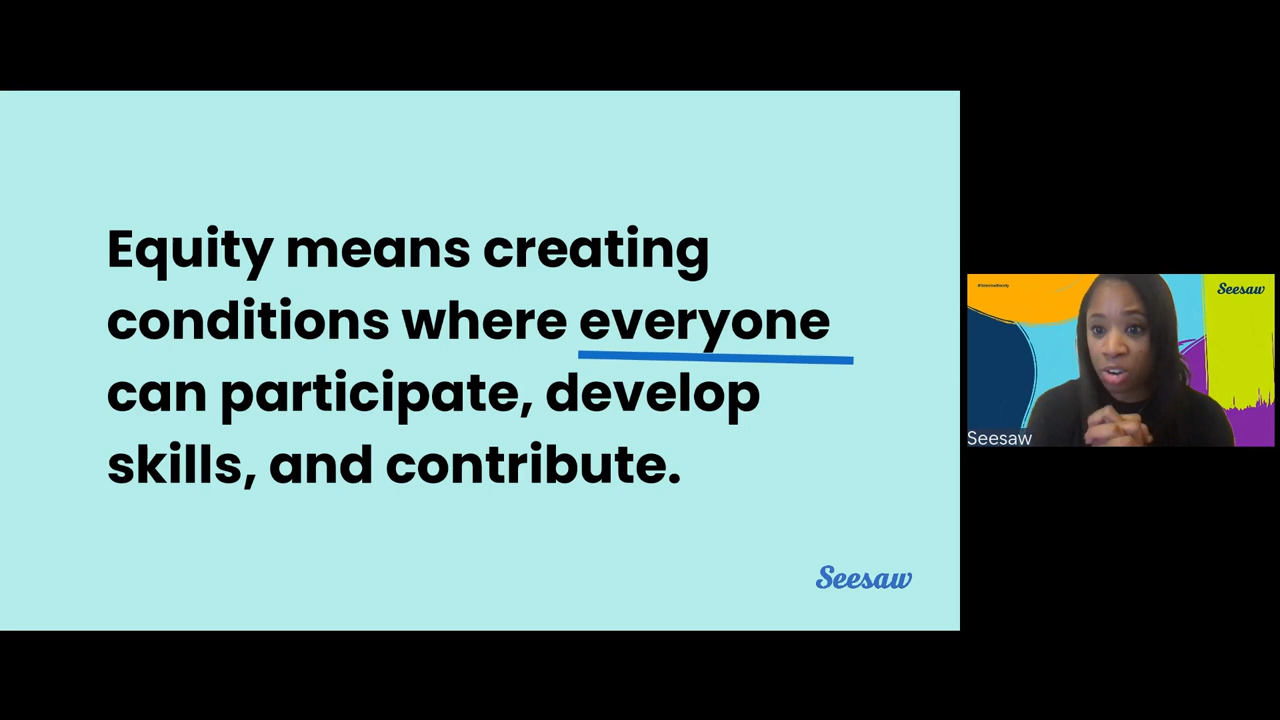 Equity means creating
conditions where everyone
can participate, develop
skills, and contribute.
Seesaw
Seesaw
Seesaw